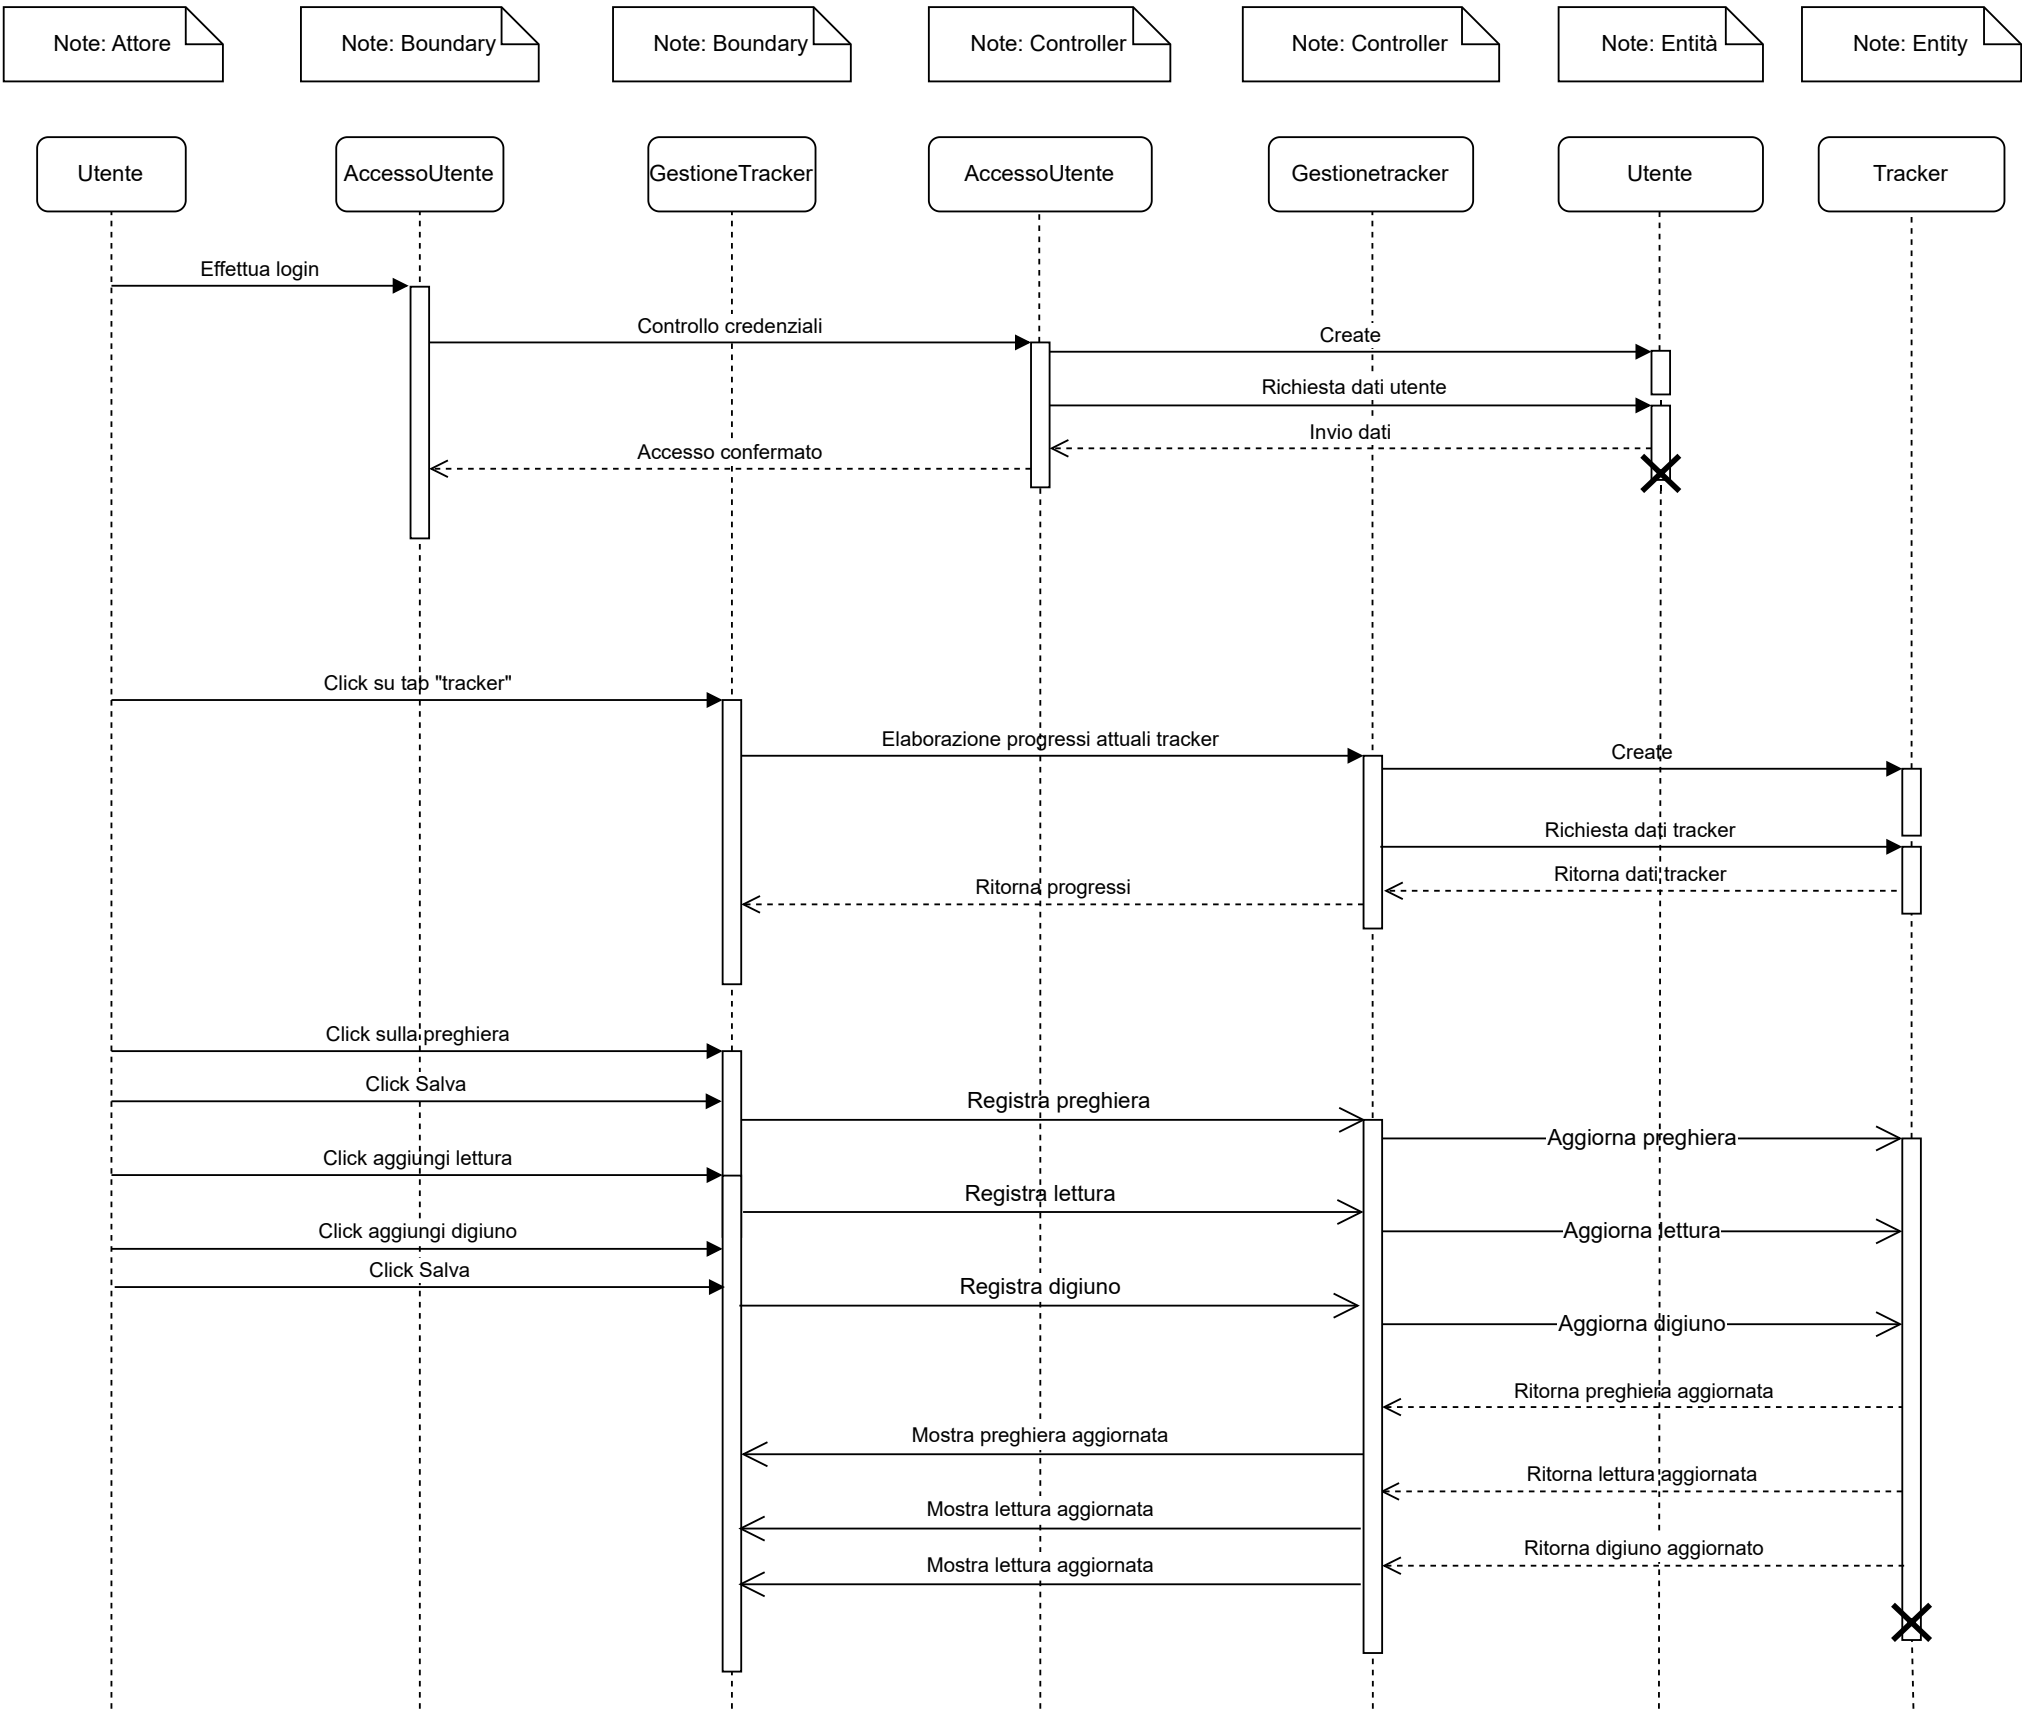 Note: Attore
Note: Boundary
Note: Boundary
Note: Controller
Note: Controller
Note: Entità
Note: Entity
Utente
AccessoUtente
GestioneTracker
AccessoUtente
Gestionetracker
Utente
Tracker
Effettua login
Controllo credenziali
Create
Richiesta dati utente
Invio dati
Accesso confermato
Click su tab "tracker"
Elaborazione progressi attuali tracker
Create
Richiesta dati tracker
Ritorna dati tracker
Ritorna progressi
Click sulla preghiera
Click Salva
Registra preghiera
Aggiorna preghiera
Click aggiungi lettura
Registra lettura
Aggiorna lettura
Click aggiungi digiuno
Click Salva
Registra digiuno
Aggiorna digiuno
Ritorna preghiera aggiornata
Mostra preghiera aggiornata
Ritorna lettura aggiornata
Mostra lettura aggiornata
Ritorna digiuno aggiornato
Mostra lettura aggiornata